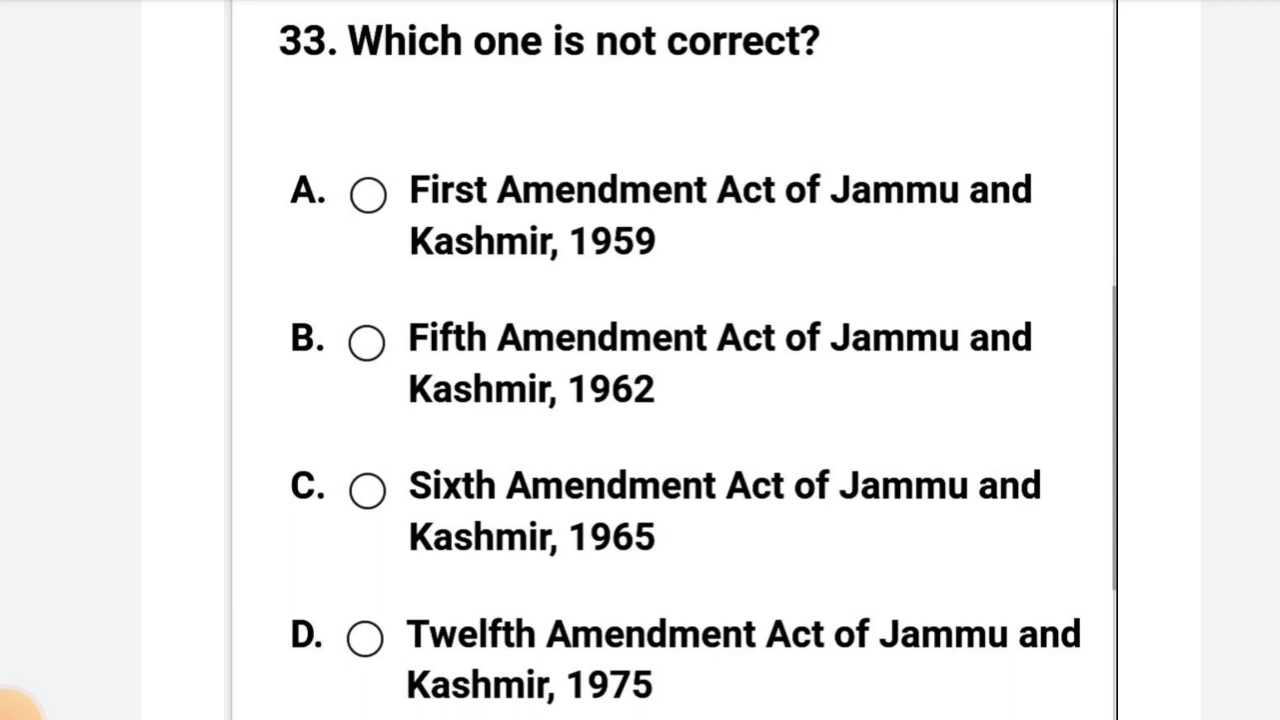 33. Which one is not correct?
A. First Amendment Act of Jammu and
Kashmir, 1959
B. Fifth Amendment Act of Jammu and
Kashmir, 1962
C. Sixth Amendment Act of Jammu and
Kashmir, 1965
D. Twelfth Amendment Act of Jammu and
Kashmir, 1975